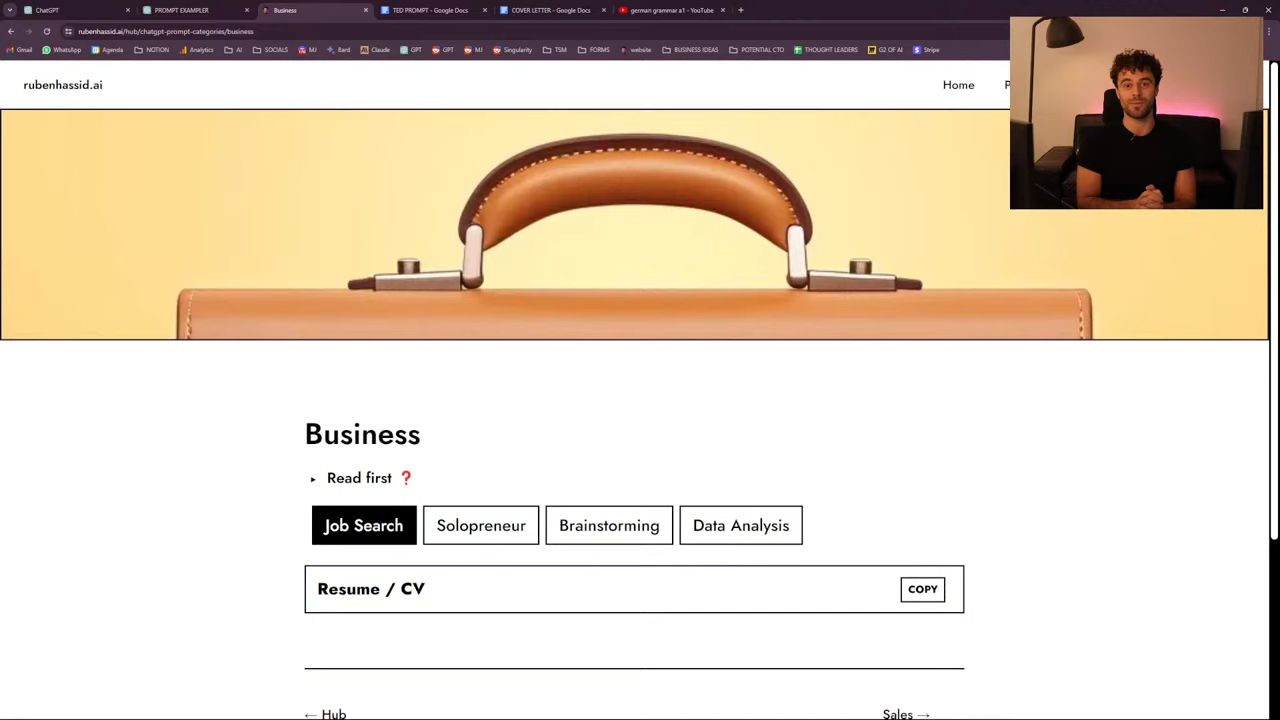 ChatGPT
PROMPT EXAMPLER
Business
TED PROMPT - Google Docs
COVER LETTER - Google Docs
german grammar a1 - YouTube
rubenhassid.ai/hub/chatgpt-prompt-categories/business
Gmail WhatsApp Agenda NOTION Analytics AI SOCIALS MJ Bard Claude GPT GPT MJ Singularity TSM FORMS website BUSINESS IDEAS POTENTIAL CTO THOUGHT LEADERS G2 OF AI Stripe
rubenhassid.ai
Home
P
Business
▸ Read first ❓
Job Search
Solopreneur
Brainstorming
Data Analysis
Resume / CV
COPY
← Hub
Sales →